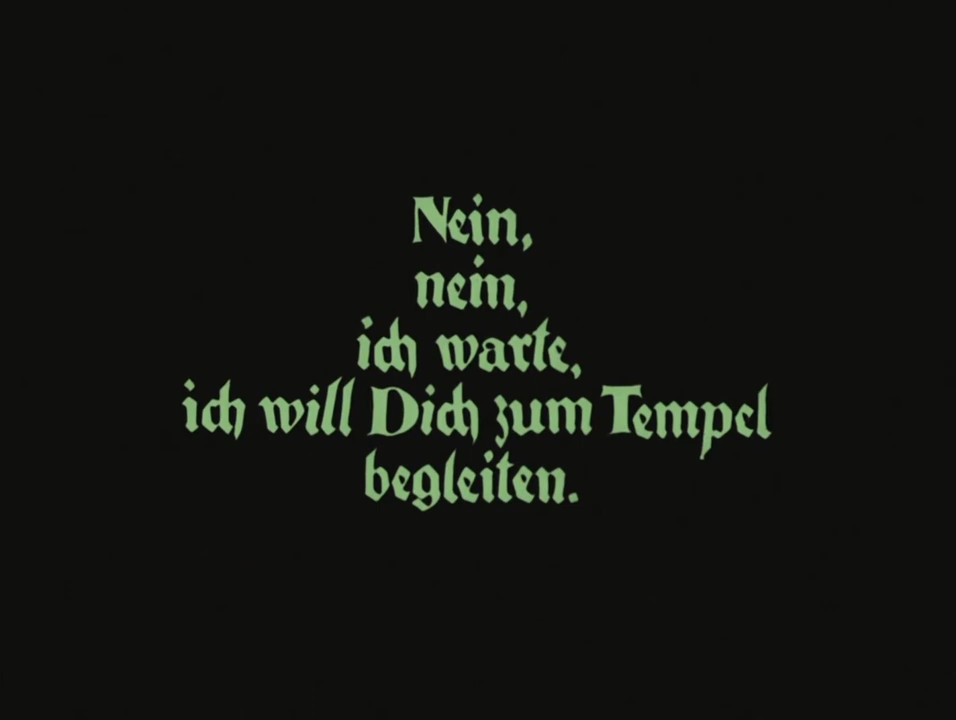 Nein,
nein,
ich warte,
ich will Dich zum Tempel
begleiten.